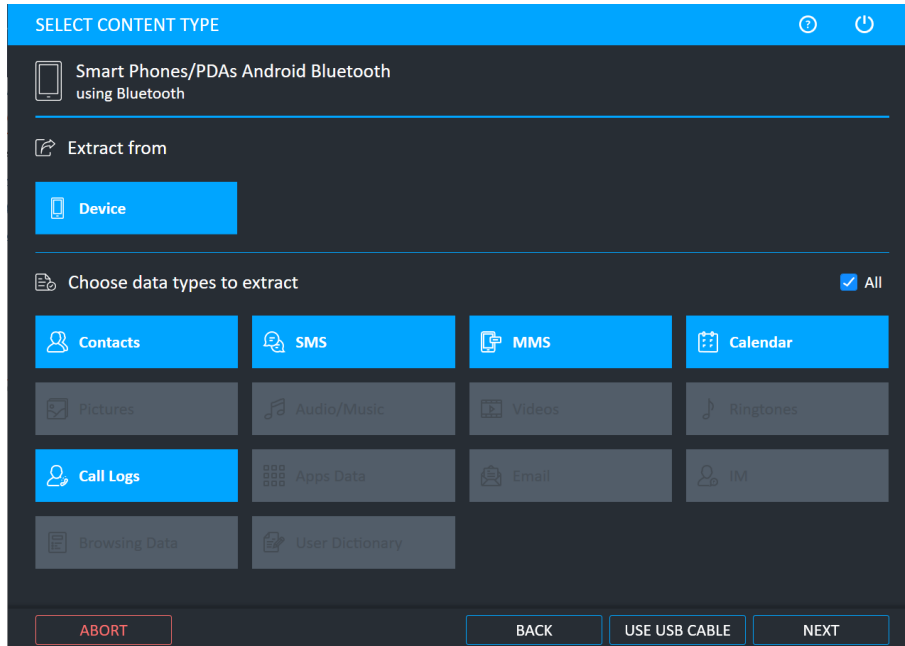 SELECT CONTENT TYPE
Smart Phones/PDAs Android Bluetooth
using Bluetooth
Extract from
Device
Choose data types to extract
All
Contacts
SMS
MMS
Calendar
Pictures
Audio/Music
Videos
Ringtones
Call Logs
Apps Data
Email
IM
Browsing Data
User Dictionary
ABORT
BACK
USE USB CABLE
NEXT